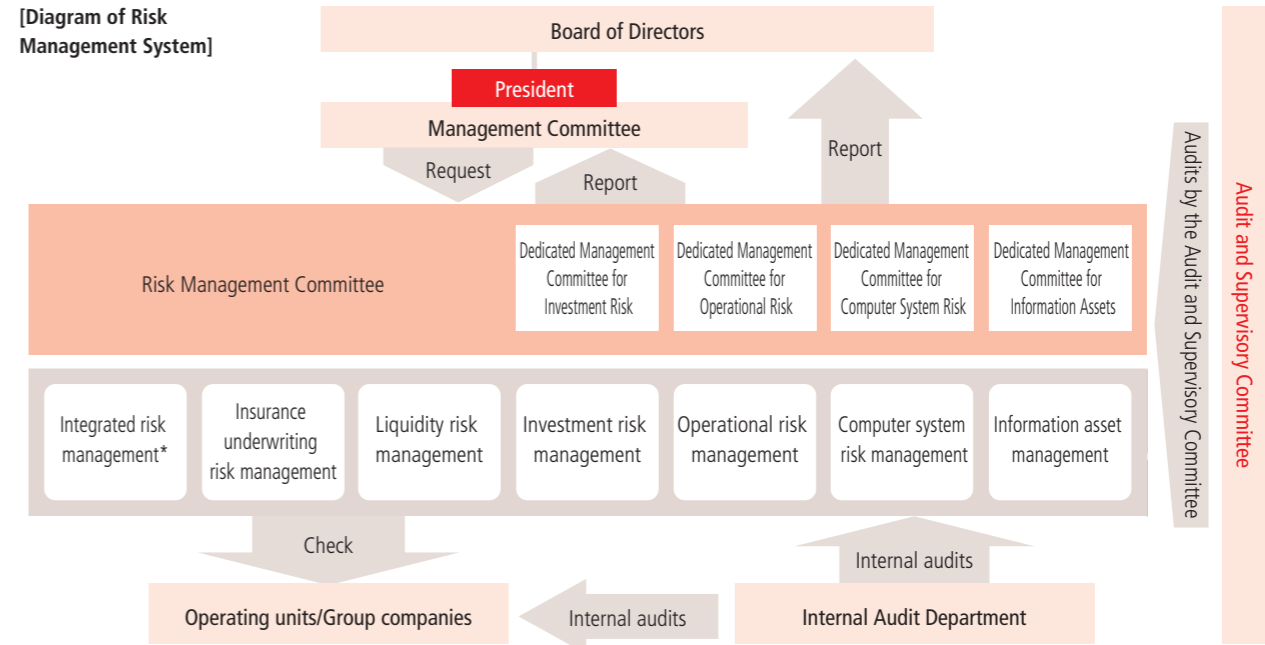 [Diagram of Risk
Management System]
Board of Directors
President
Management Committee
Request
Report
Report
Risk Management Committee
Dedicated Management
Committee for
Investment Risk
Dedicated Management
Committee for
Operational Risk
Dedicated Management
Committee for
Computer System Risk
Dedicated Management
Committee for
Information Assets
Integrated risk
management*
Insurance
underwriting
risk management
Liquidity risk
management
Investment risk
management
Operational risk
management
Computer system
risk management
Information asset
management
Check
Internal audits
Operating units/Group companies
Internal audits
Internal Audit Department
Audits by the Audit and Supervisory Committee
Audit and Supervisory Committee